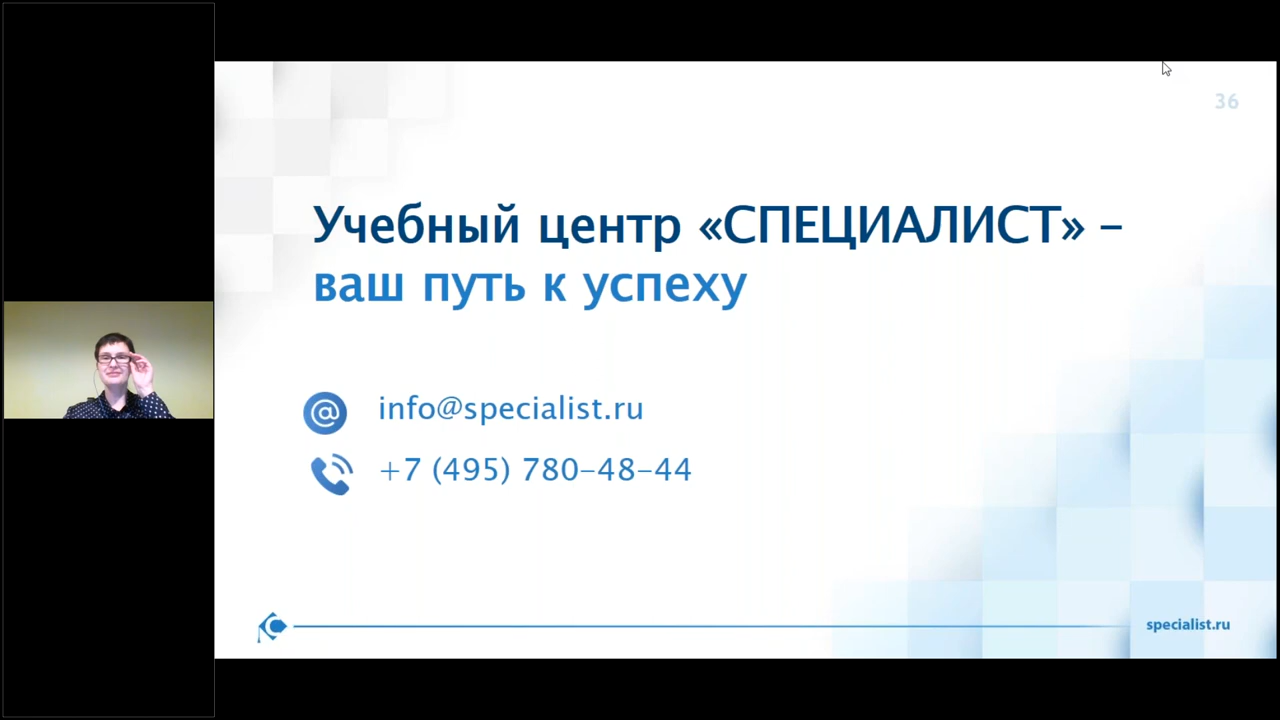 36
Учебный центр «СПЕЦИАЛИСТ» –
ваш путь к успеху
info@specialist.ru
+7 (495) 780-48-44
specialist.ru